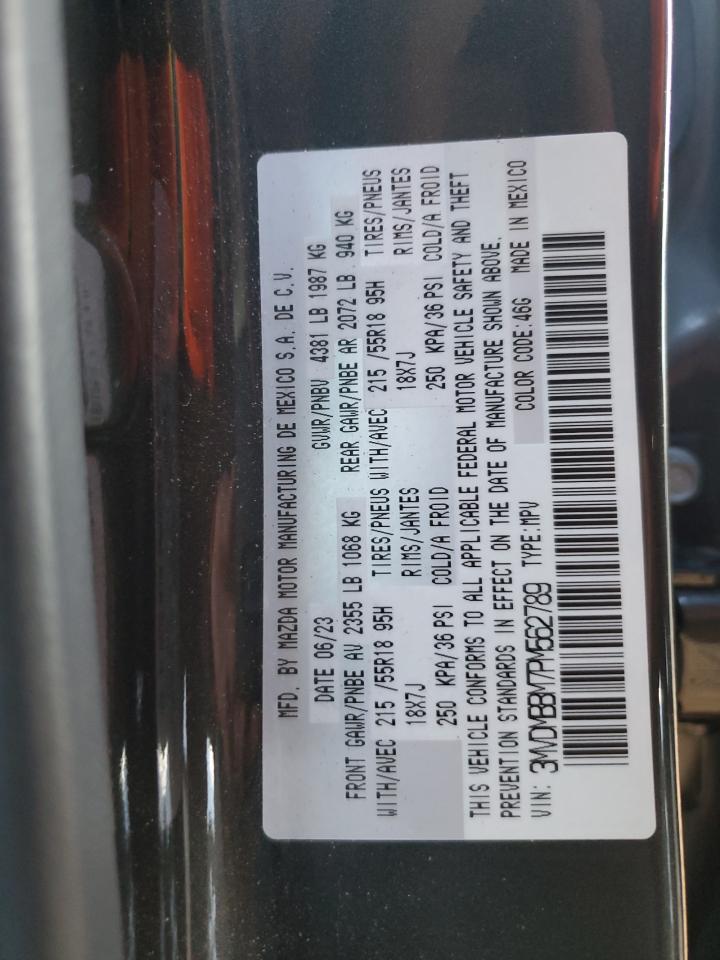 MFD. BY MAZDA MOTOR MANUFACTURING DE MEXICO S.A. DE C.V.
DATE 06/23 GVWR/PNBV 4381 LB 1987 KG
FRONT GAWR/PNBE AV 2355 LB 1068 KG REAR GAWR/PNBE AR 2072 LB 940 KG
WITH/AVEC 215 /55R18 95H TIRES/PNEUS WITH/AVEC 215 /55R18 95H TIRES/PNEUS
18X7J RIMS/JANTES 18X7J RIMS/JANTES
250 KPA/36 PSI COLD/A FROID 250 KPA/36 PSI COLD/A FROID
THIS VEHICLE CONFORMS TO ALL APPLICABLE FEDERAL MOTOR VEHICLE SAFETY AND THEFT
PREVENTION STANDARDS IN EFFECT ON THE DATE OF MANUFACTURE SHOWN ABOVE.
VIN: 3MVDMBBM7PM562789 TYPE:MPV COLOR CODE:46G MADE IN MEXICO